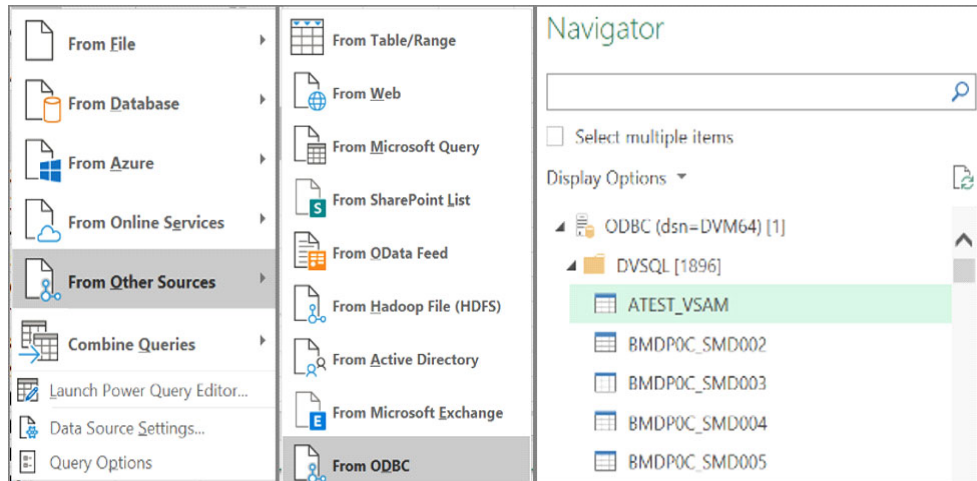 From File
From Database
From Azure
From Online Services
From Other Sources
Combine Queries
Launch Power Query Editor...
Data Source Settings...
Query Options
From Table/Range
From Web
From Microsoft Query
From SharePoint List
From OData Feed
From Hadoop File (HDFS)
From Active Directory
From Microsoft Exchange
From ODBC
Navigator
Select multiple items
Display Options
ODBC (dsn=DVM64) [1]
DVSQL [1896]
ATEST_VSAM
BMDP0C_SMD002
BMDP0C_SMD003
BMDP0C_SMD004
BMDP0C_SMD005